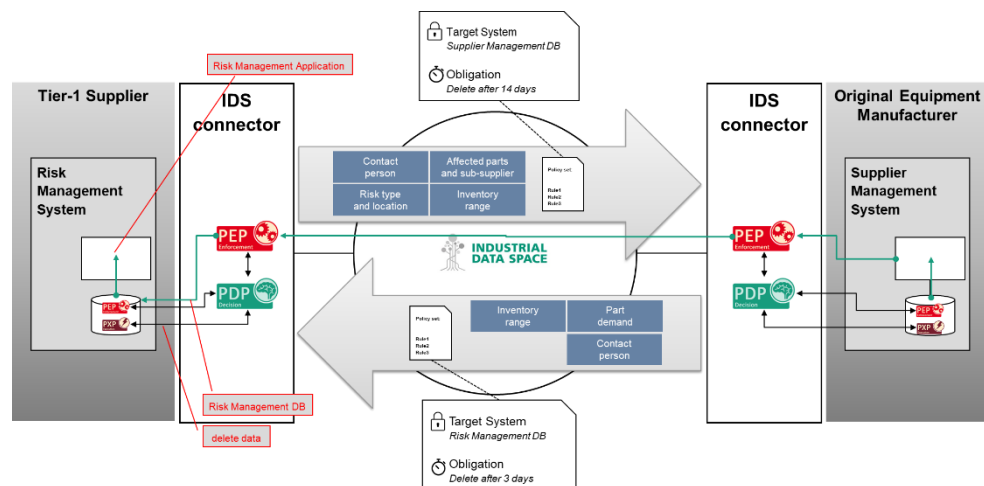 Target System
Supplier Management DB
Obligation
Delete after 14 days
Risk Management Application
Tier-1 Supplier
IDS
connector
IDS
connector
Original Equipment
Manufacturer
Risk
Management
System
Contact
person
Affected parts
and sub-supplier
Risk type
and location
Inventory
range
Policy set:
Rule1
Rule2
Rule3
Supplier
Management
System
PEP
Enforcement
INDUSTRIAL
DATA SPACE
PEP
Enforcement
PDP
Decision
PDP
Decision
PEP
PXP
PEP
PXP
Inventory
range
Part
demand
Contact
person
Policy set:
Rule1
Rule2
Rule3
Risk Management DB
delete data
Target System
Risk Management DB
Obligation
Delete after 3 days